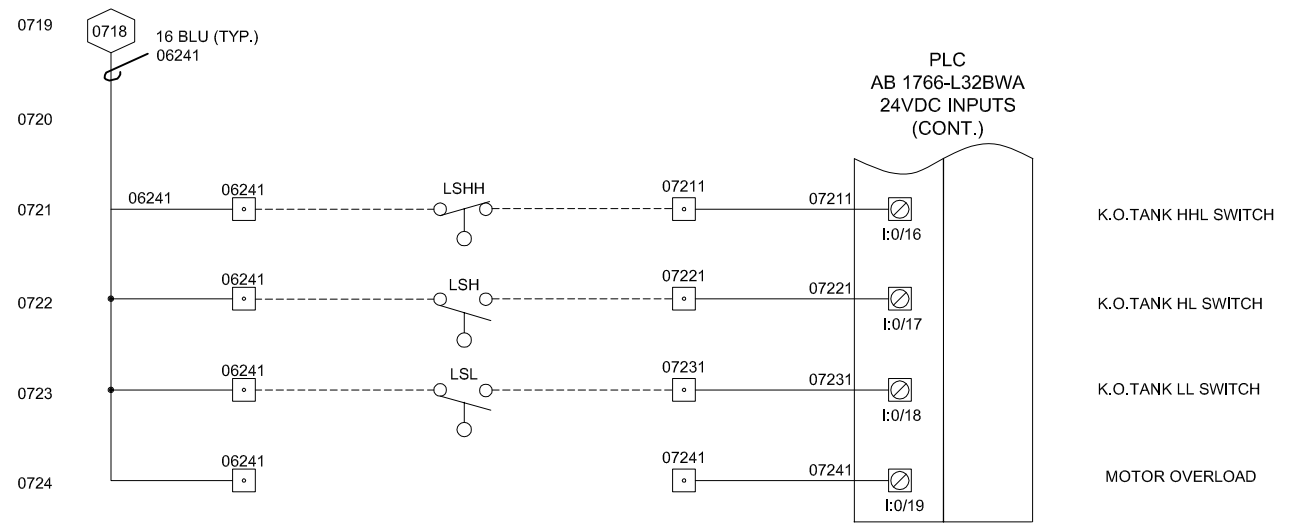 0719
0718
16 BLU (TYP.)
06241
PLC
AB 1766-L32BWA
24VDC INPUTS
(CONT.)
0720
0721
06241
06241
LSHH
07211
07211
I:0/16
K.O.TANK HHL SWITCH
0722
06241
LSH
07221
07221
I:0/17
K.O.TANK HL SWITCH
0723
06241
LSL
07231
07231
I:0/18
K.O.TANK LL SWITCH
0724
06241
07241
07241
I:0/19
MOTOR OVERLOAD